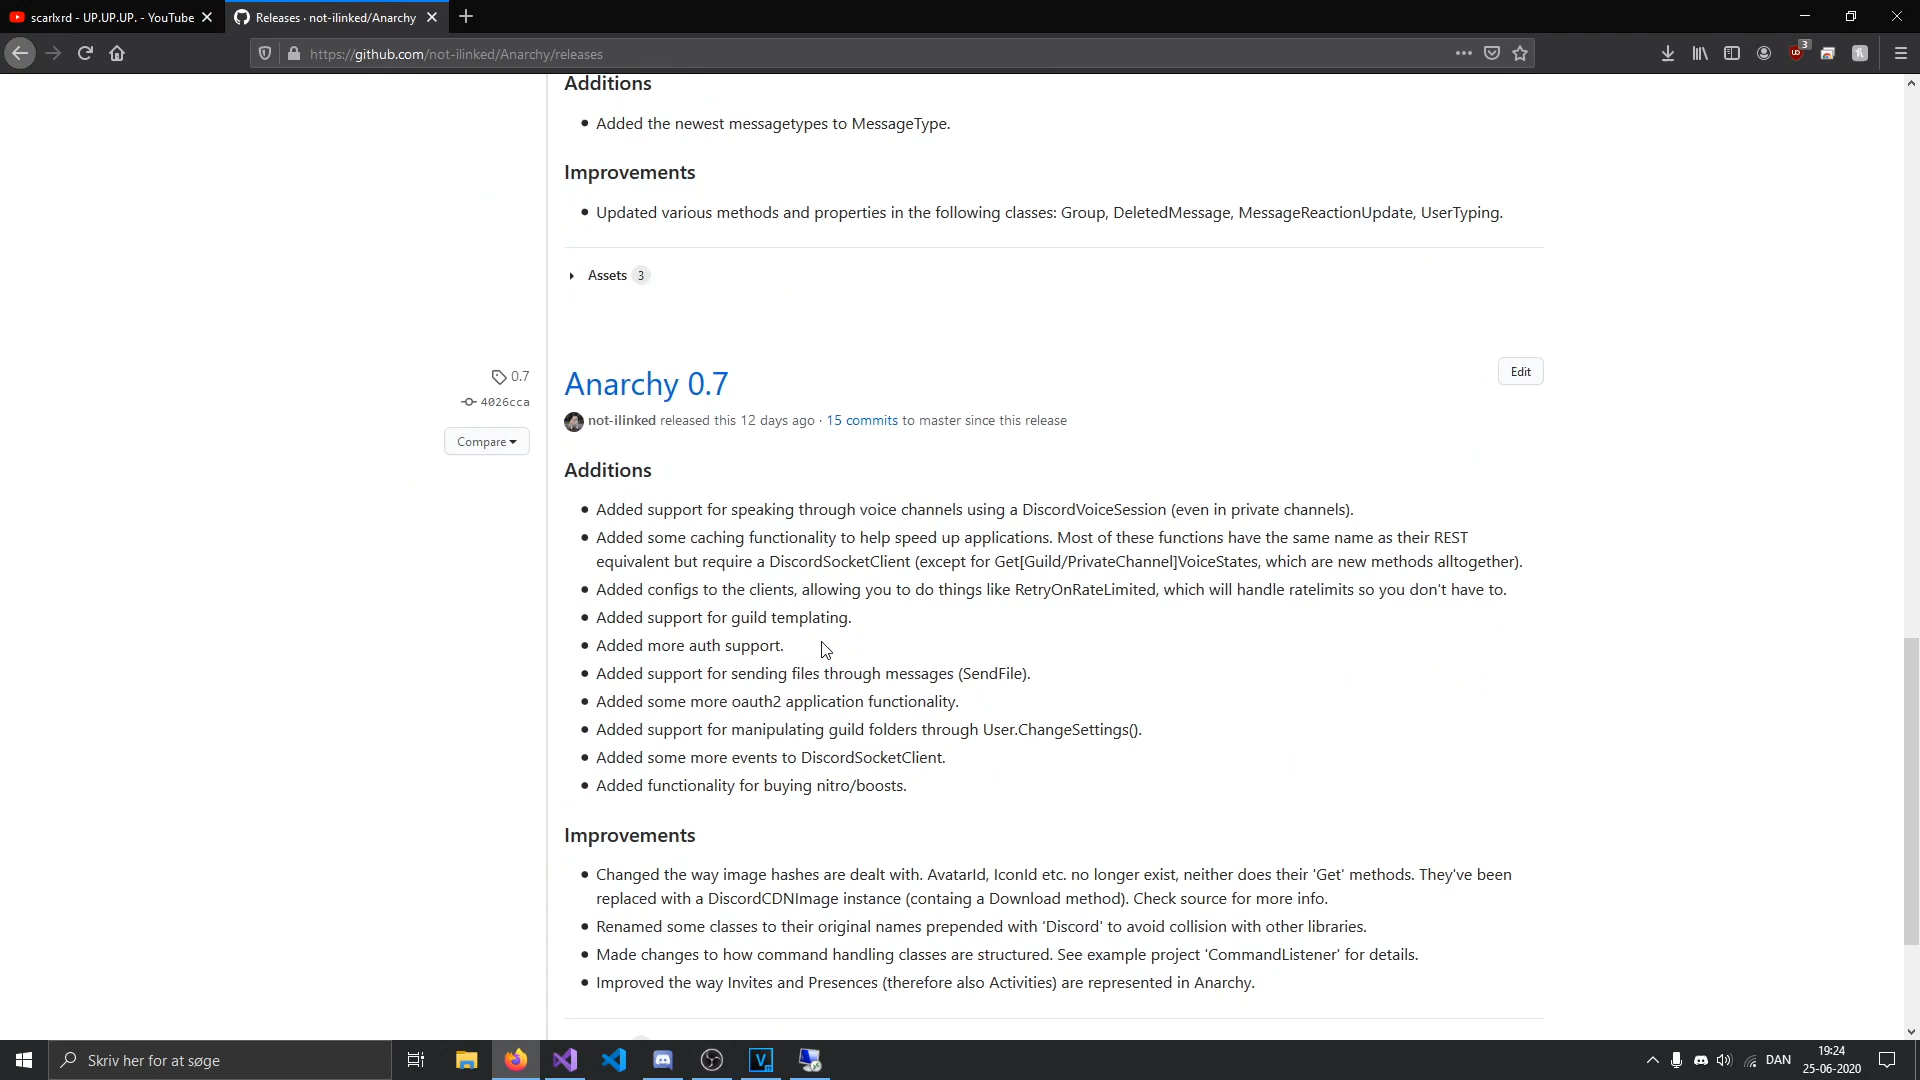 scarlxrd - UP.UP.UP. - YouTube
Releases · not-ilinked/Anarchy
https://github.com/not-ilinked/Anarchy/releases
3
Additions
Added the newest messagetypes to MessageType.
Improvements
Updated various methods and properties in the following classes: Group, DeletedMessage, MessageReactionUpdate, UserTyping.
Assets 3
0.7
4026cca
Compare
Anarchy 0.7
Edit
not-ilinked released this 12 days ago · 15 commits to master since this release
Additions
Added support for speaking through voice channels using a DiscordVoiceSession (even in private channels).
Added some caching functionality to help speed up applications. Most of these functions have the same name as their REST
equivalent but require a DiscordSocketClient (except for Get[Guild/PrivateChannel]VoiceStates, which are new methods alltogether).
Added configs to the clients, allowing you to do things like RetryOnRateLimited, which will handle ratelimits so you don't have to.
Added support for guild templating.
Added more auth support.
Added support for sending files through messages (SendFile).
Added some more oauth2 application functionality.
Added support for manipulating guild folders through User.ChangeSettings().
Added some more events to DiscordSocketClient.
Added functionality for buying nitro/boosts.
Improvements
Changed the way image hashes are dealt with. AvatarId, IconId etc. no longer exist, neither does their 'Get' methods. They've been
replaced with a DiscordCDNImage instance (containg a Download method). Check source for more info.
Renamed some classes to their original names prepended with 'Discord' to avoid collision with other libraries.
Made changes to how command handling classes are structured. See example project 'CommandListener' for details.
Improved the way Invites and Presences (therefore also Activities) are represented in Anarchy.
Skriv her for at søge
DAN
19:24
25-06-2020